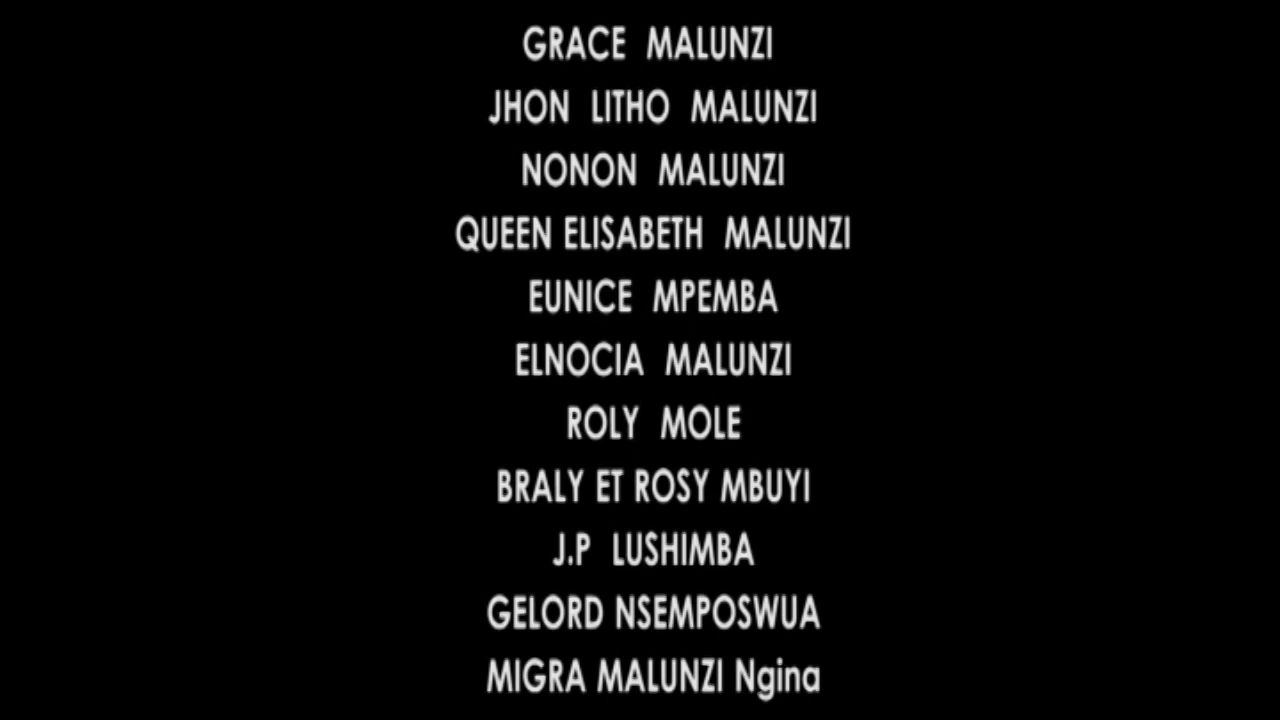 GRACE MALUNZI
JHON LITHO MALUNZI
NONON MALUNZI
QUEEN ELISABETH MALUNZI
EUNICE MPEMBA
ELNOCIA MALUNZI
ROLY MOLE
BRALY ET ROSY MBUYI
J.P LUSHIMBA
GELORD NSEMPOSWUA
MIGRA MALUNZI Ngina